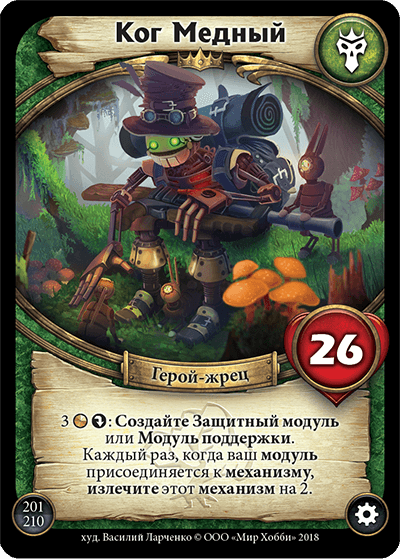 Ког Медный
26
Герой-жрец
3 : Создайте Защитный модуль
или Модуль поддержки.
Каждый раз, когда ваш модуль
присоединяется к механизму,
излечите этот механизм на 2.
201
210
худ. Василий Ларченко © ООО «Мир Хобби» 2018